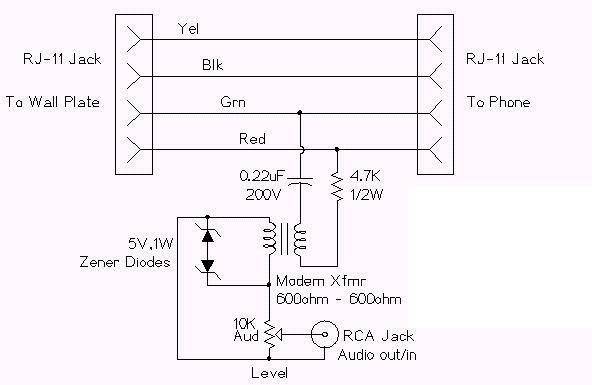 Yel
RJ-11 Jack
RJ-11 Jack
Blk
To Wall Plate
Grn
To Phone
Red
0.22uF
200V
4.7K
1/2W
5V,1W
Zener Diodes
Modem Xfmr
600ohm - 600ohm
10K
Aud
RCA Jack
Audio out/in
Level